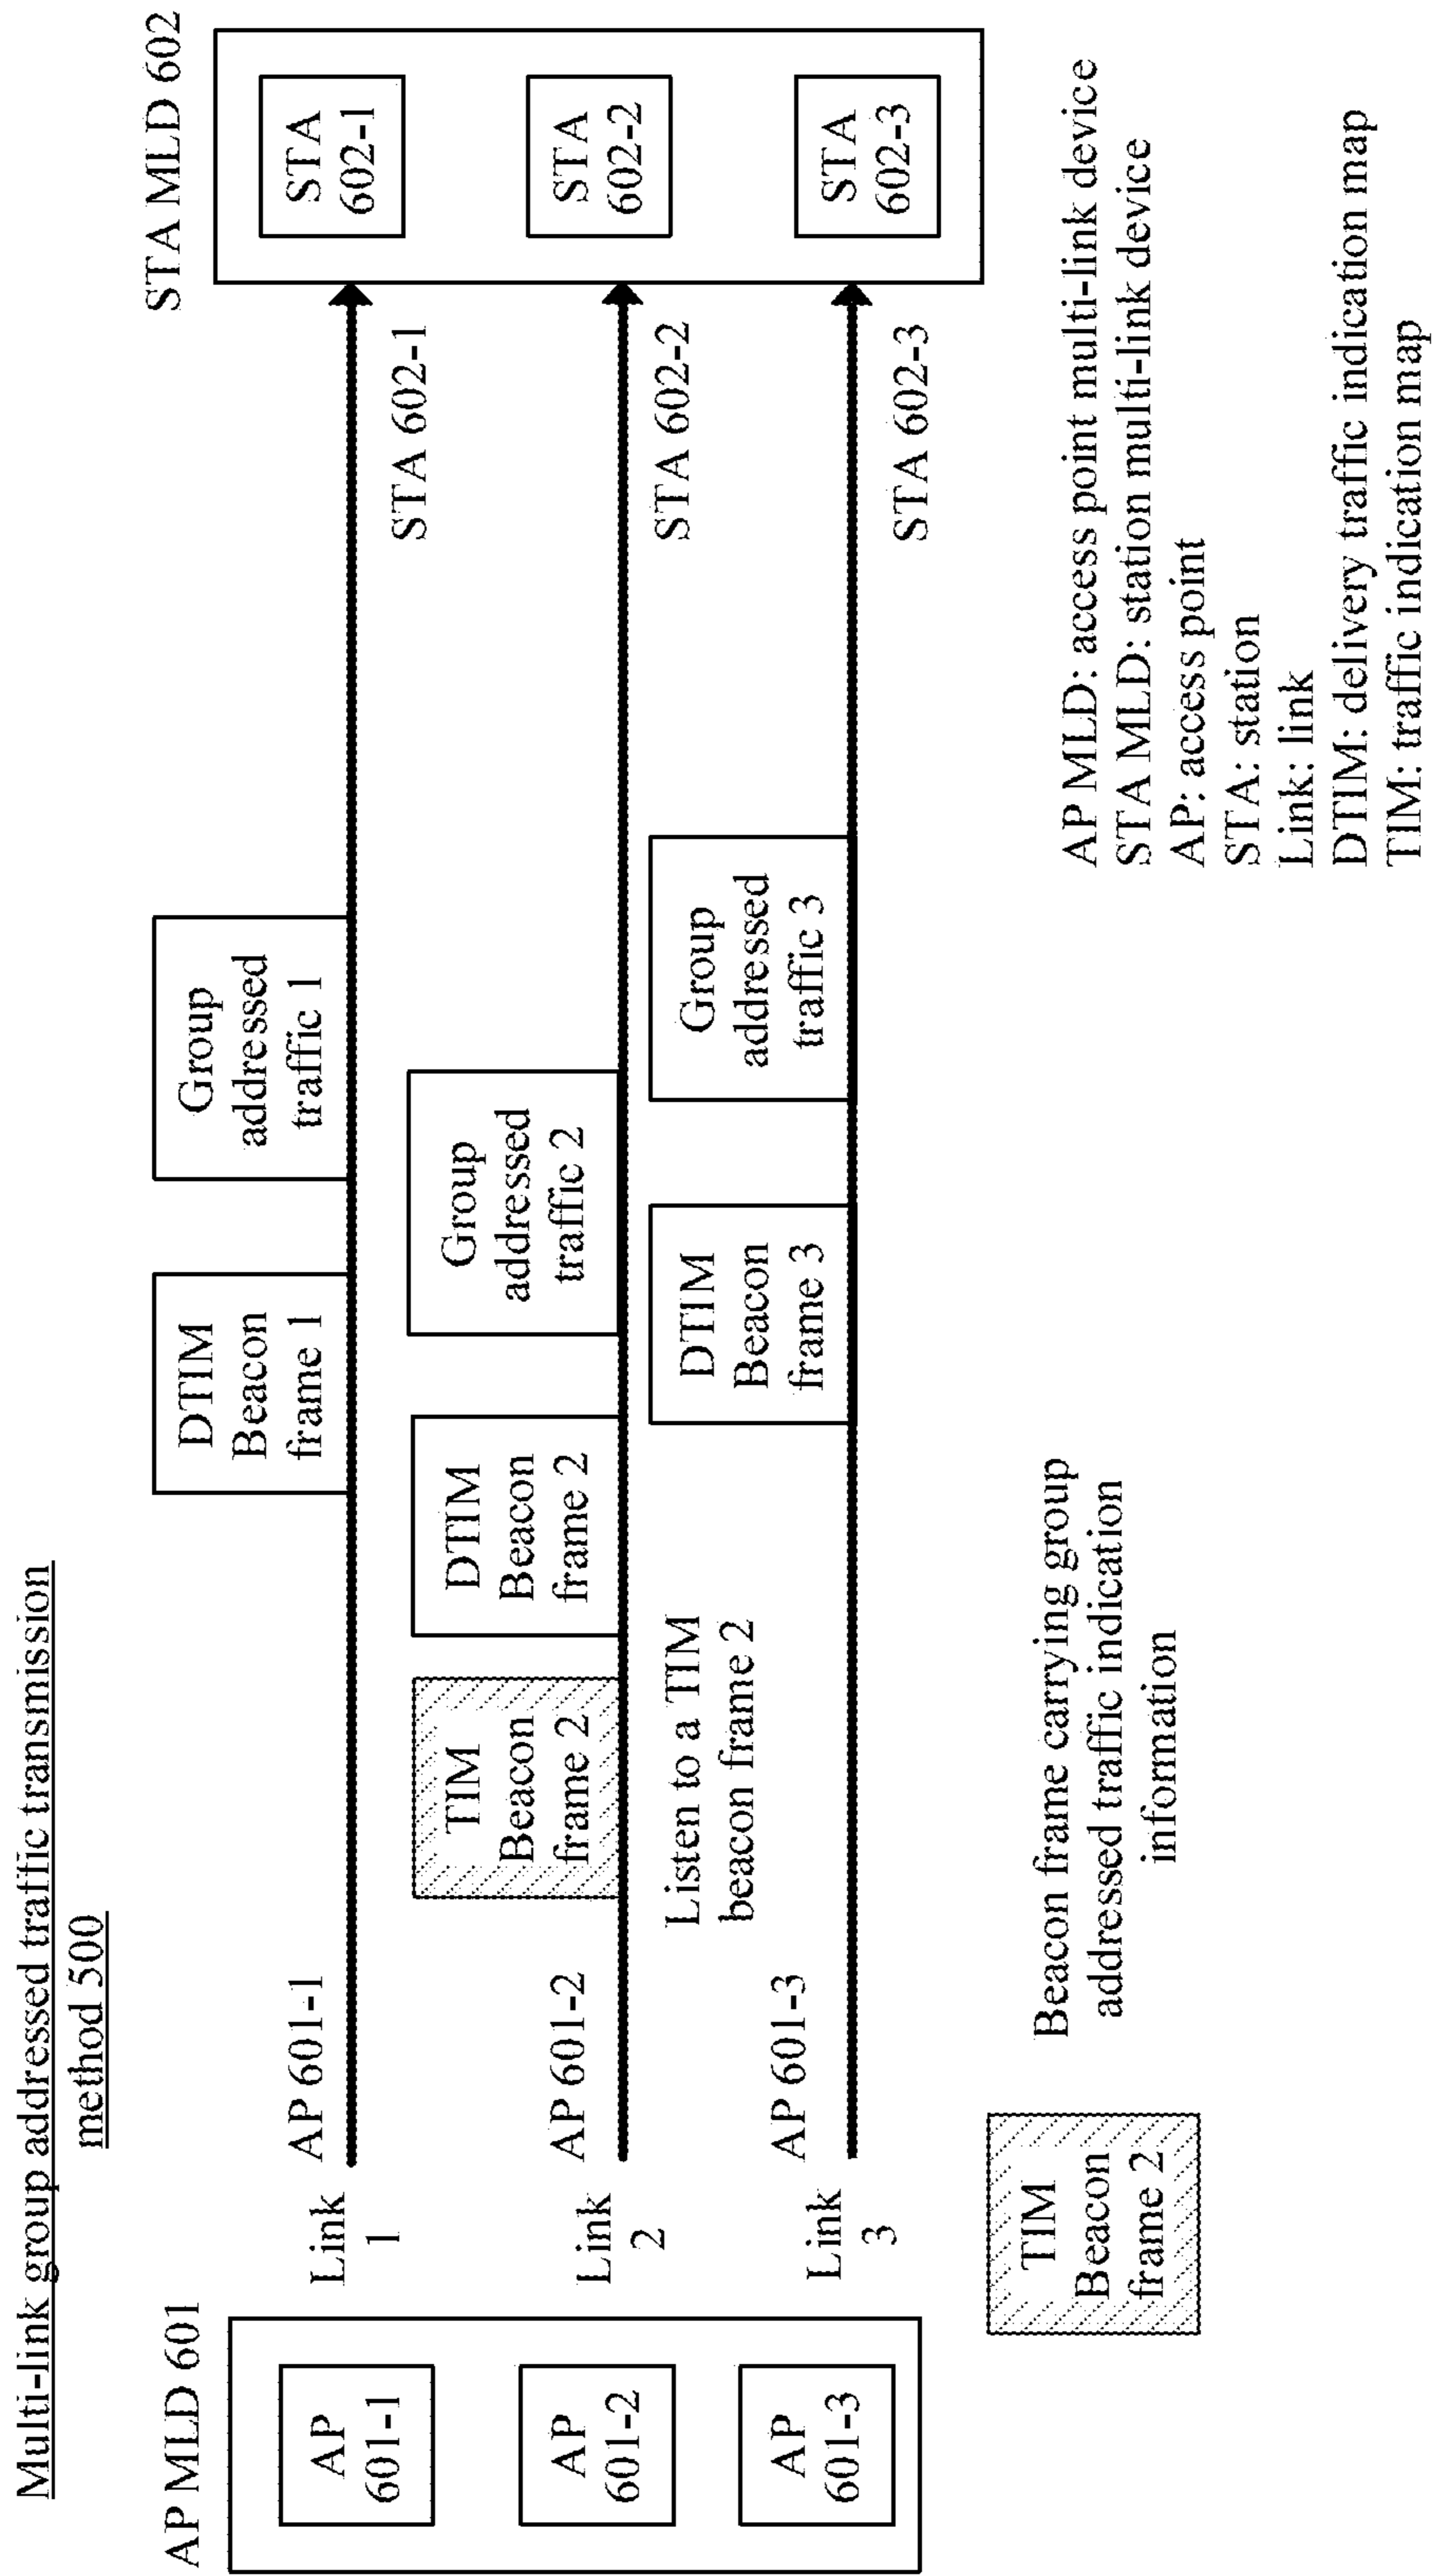 Multi-link group addressed traffic transmission
method 500
AP MLD 601
AP
601-1
AP
601-2
AP
601-3
Link
1
AP 601-1
DTIM
Beacon
frame 1
Group
addressed
traffic 1
STA 602-1
Link
2
AP 601-2
TIM
Beacon
frame 2
DTIM
Beacon
frame 2
Group
addressed
traffic 2
STA 602-2
Listen to a TIM
beacon frame 2
Link
3
AP 601-3
DTIM
Beacon
frame 3
Group
addressed
traffic 3
STA 602-3
STA MLD 602
STA
602-1
STA
602-2
STA
602-3
TIM
Beacon
frame 2
Beacon frame carrying group
addressed traffic indication
information
AP MLD: access point multi-link device
STA MLD: station multi-link device
AP: access point
STA: station
Link: link
DTIM: delivery traffic indication map
TIM: traffic indication map